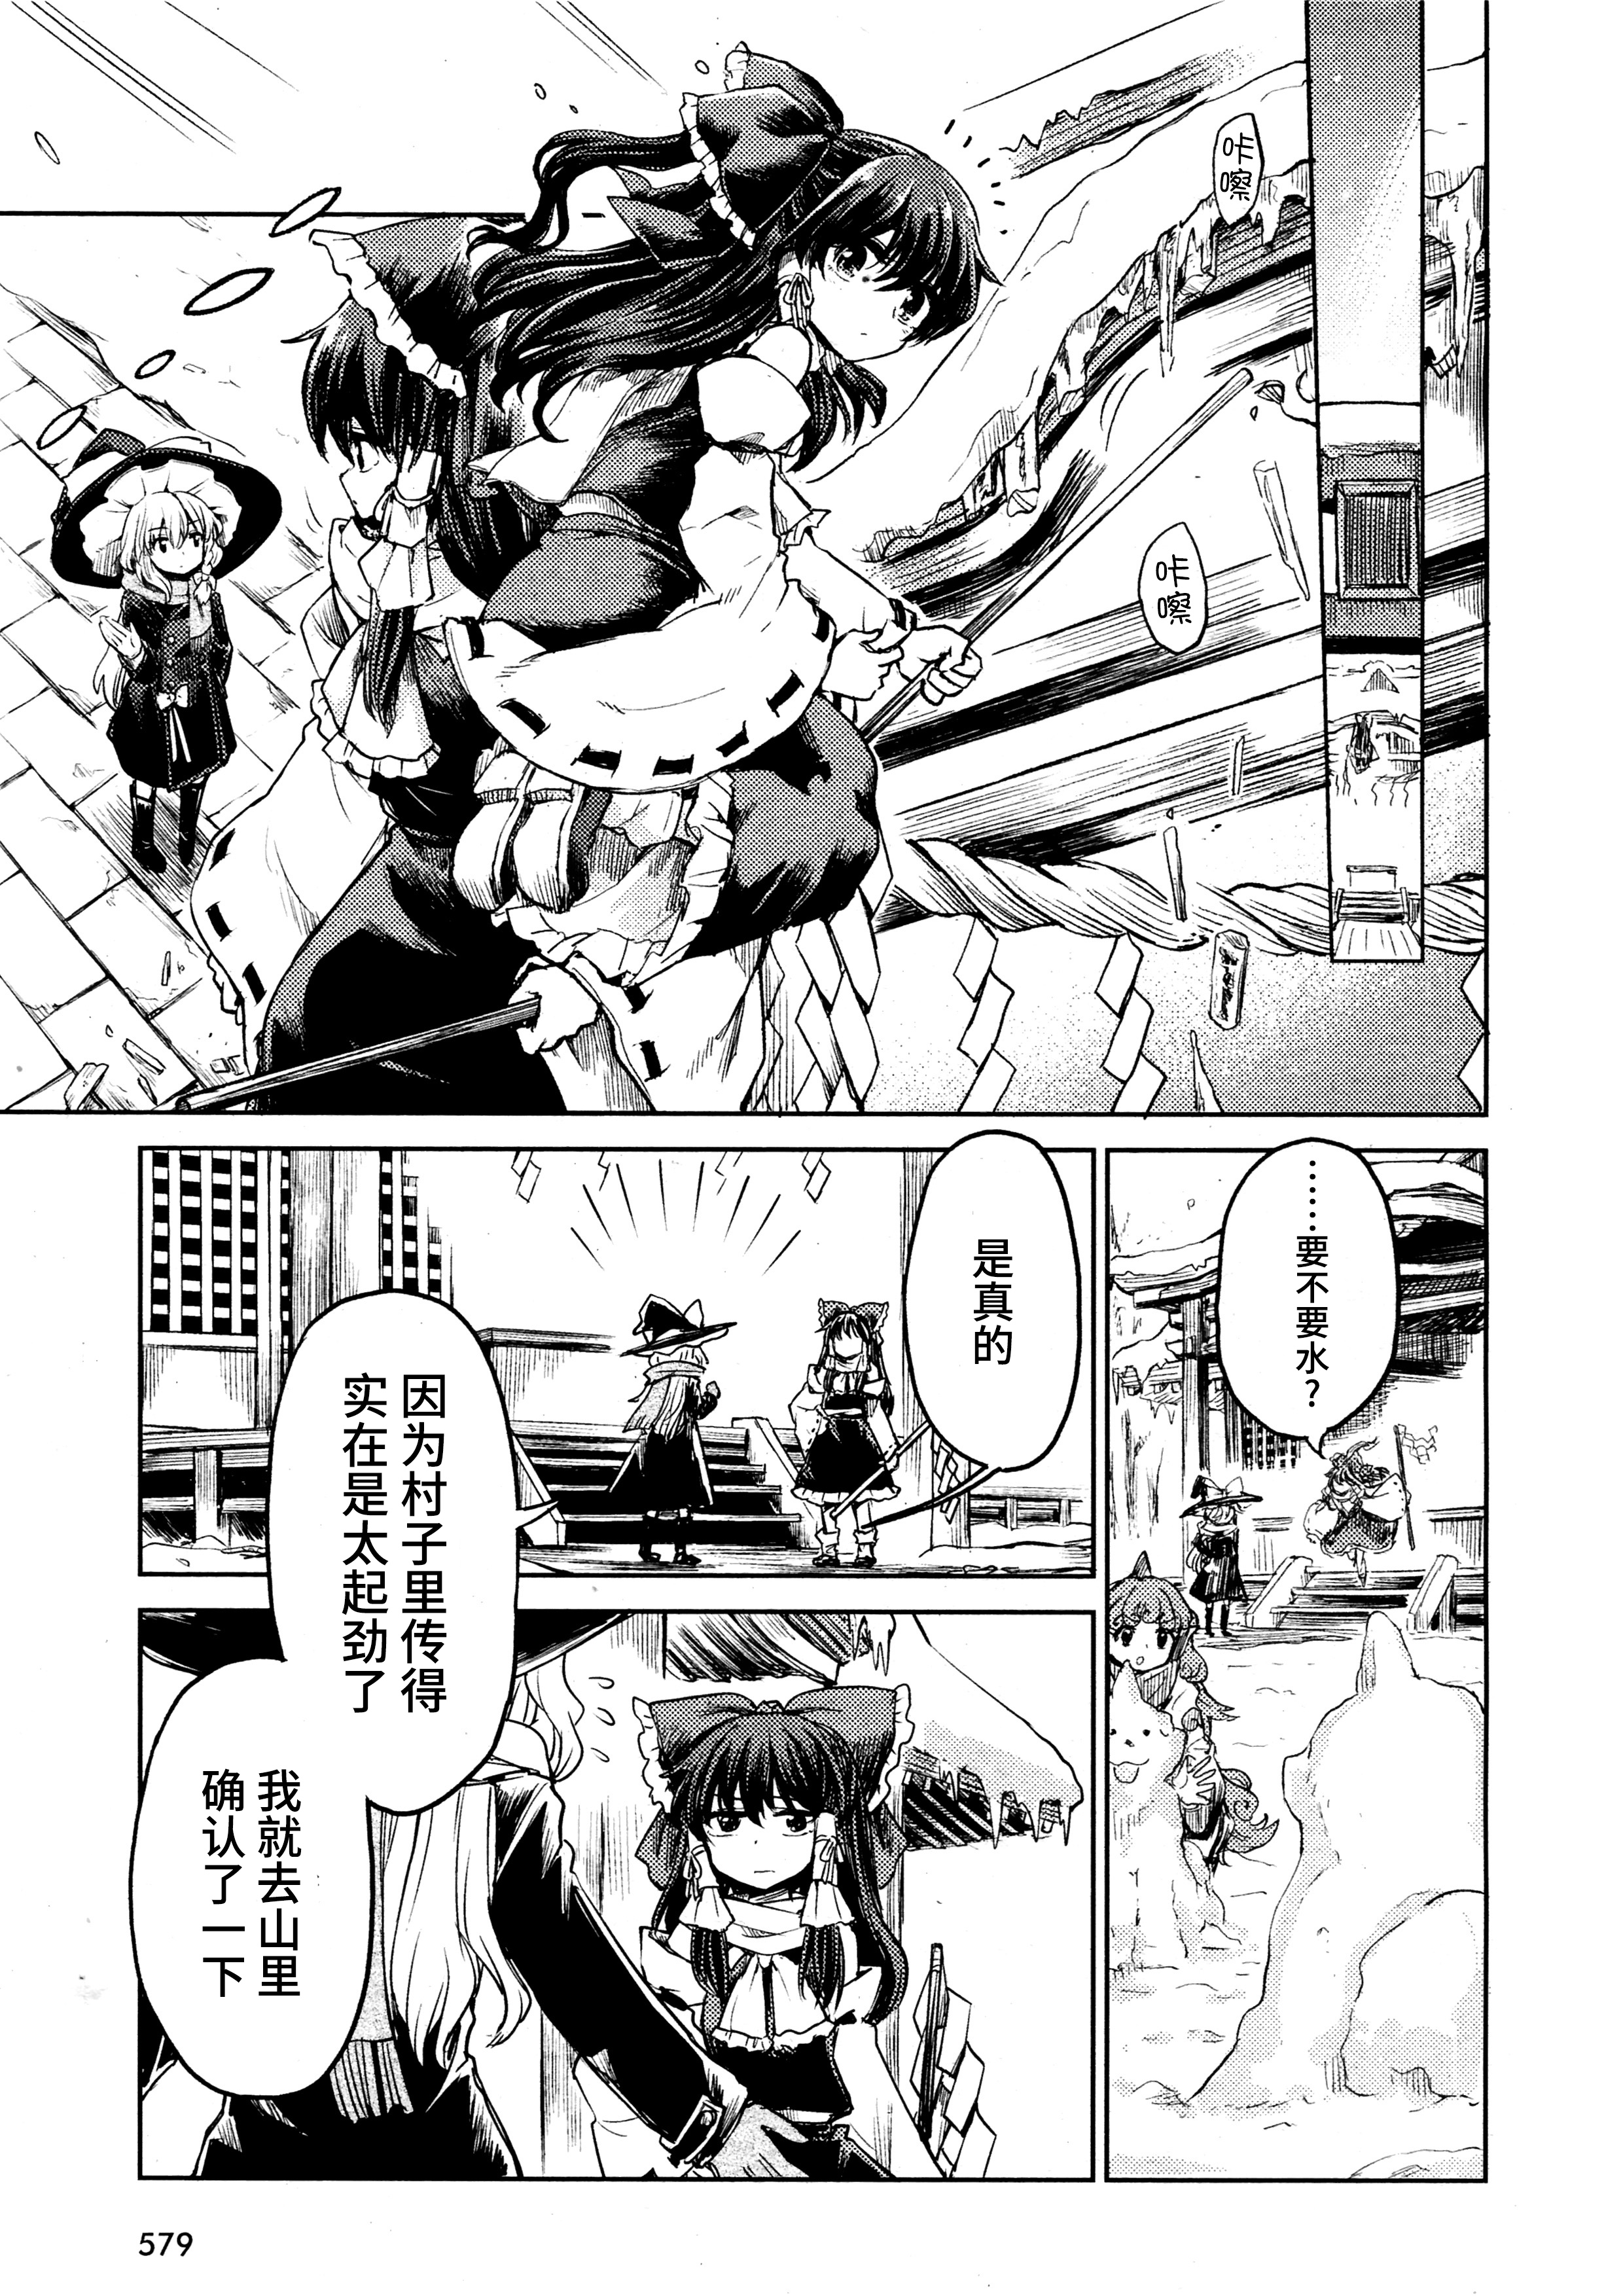 咔嚓
咔嚓
……要不要水?
是真的
因为村子里传得
实在是太起劲了
我就去山里
确认了一下
579